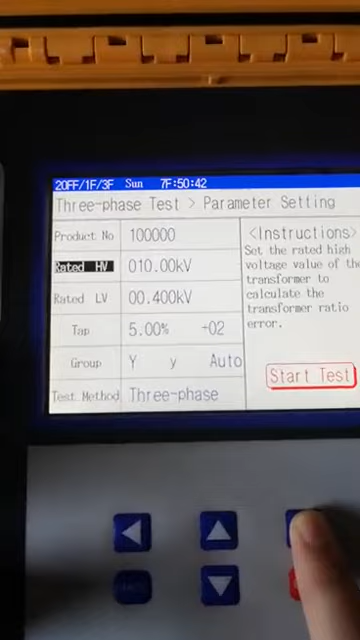 20FF/1F/3F Sun 7F:50:42
Three-phase Test > Parameter Setting
Product No 100000
Rated HV 010.00kV
Rated LV 00.400kV
Tap 5.00% ÷02
Group Y y Auto
Test Method Three-phase
<Instructions>
Set the rated high
voltage value of the
transformer to
calculate the
transformer ratio
error.
Start Test